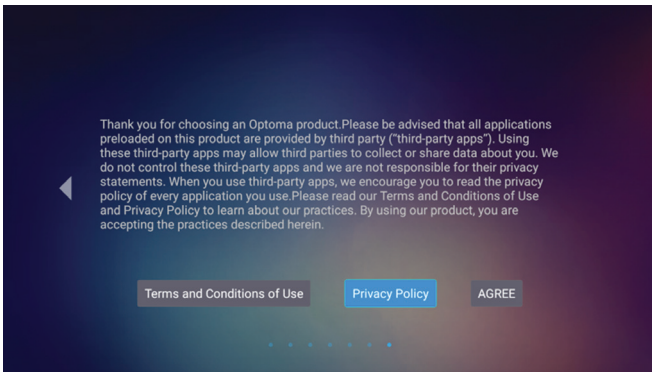 Thank you for choosing an Optoma product.Please be advised that all applications
preloaded on this product are provided by third party ("third-party apps"). Using
these third-party apps may allow third parties to collect or share data about you. We
do not control these third-party apps and we are not responsible for their privacy
statements. When you use third-party apps, we encourage you to read the privacy
policy of every application you use.Please read our Terms and Conditions of Use
and Privacy Policy to learn about our practices. By using our product, you are
accepting the practices described herein.
Terms and Conditions of Use
Privacy Policy
AGREE